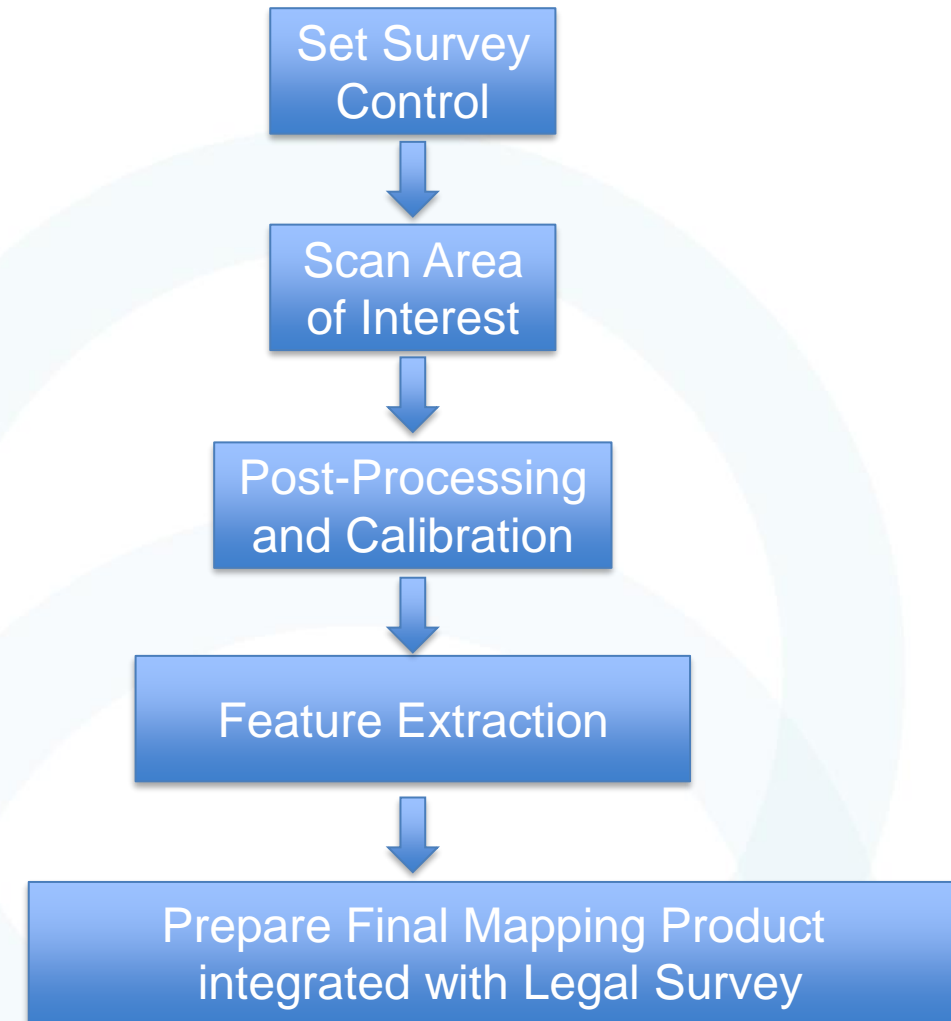 Set Survey
Control
Scan Area
of Interest
Post-Processing
and Calibration
Feature Extraction
Prepare Final Mapping Product
integrated with Legal Survey